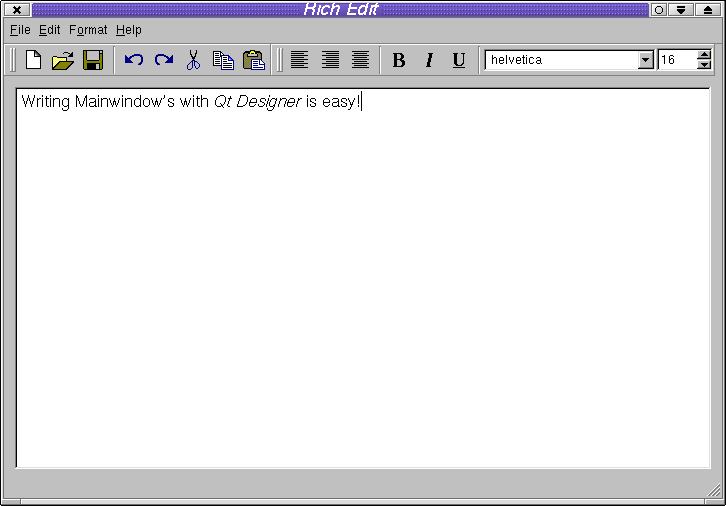 Rich Edit
File Edit Format Help
B I U helvetica 16
Writing Mainwindow's with Qt Designer is easy!